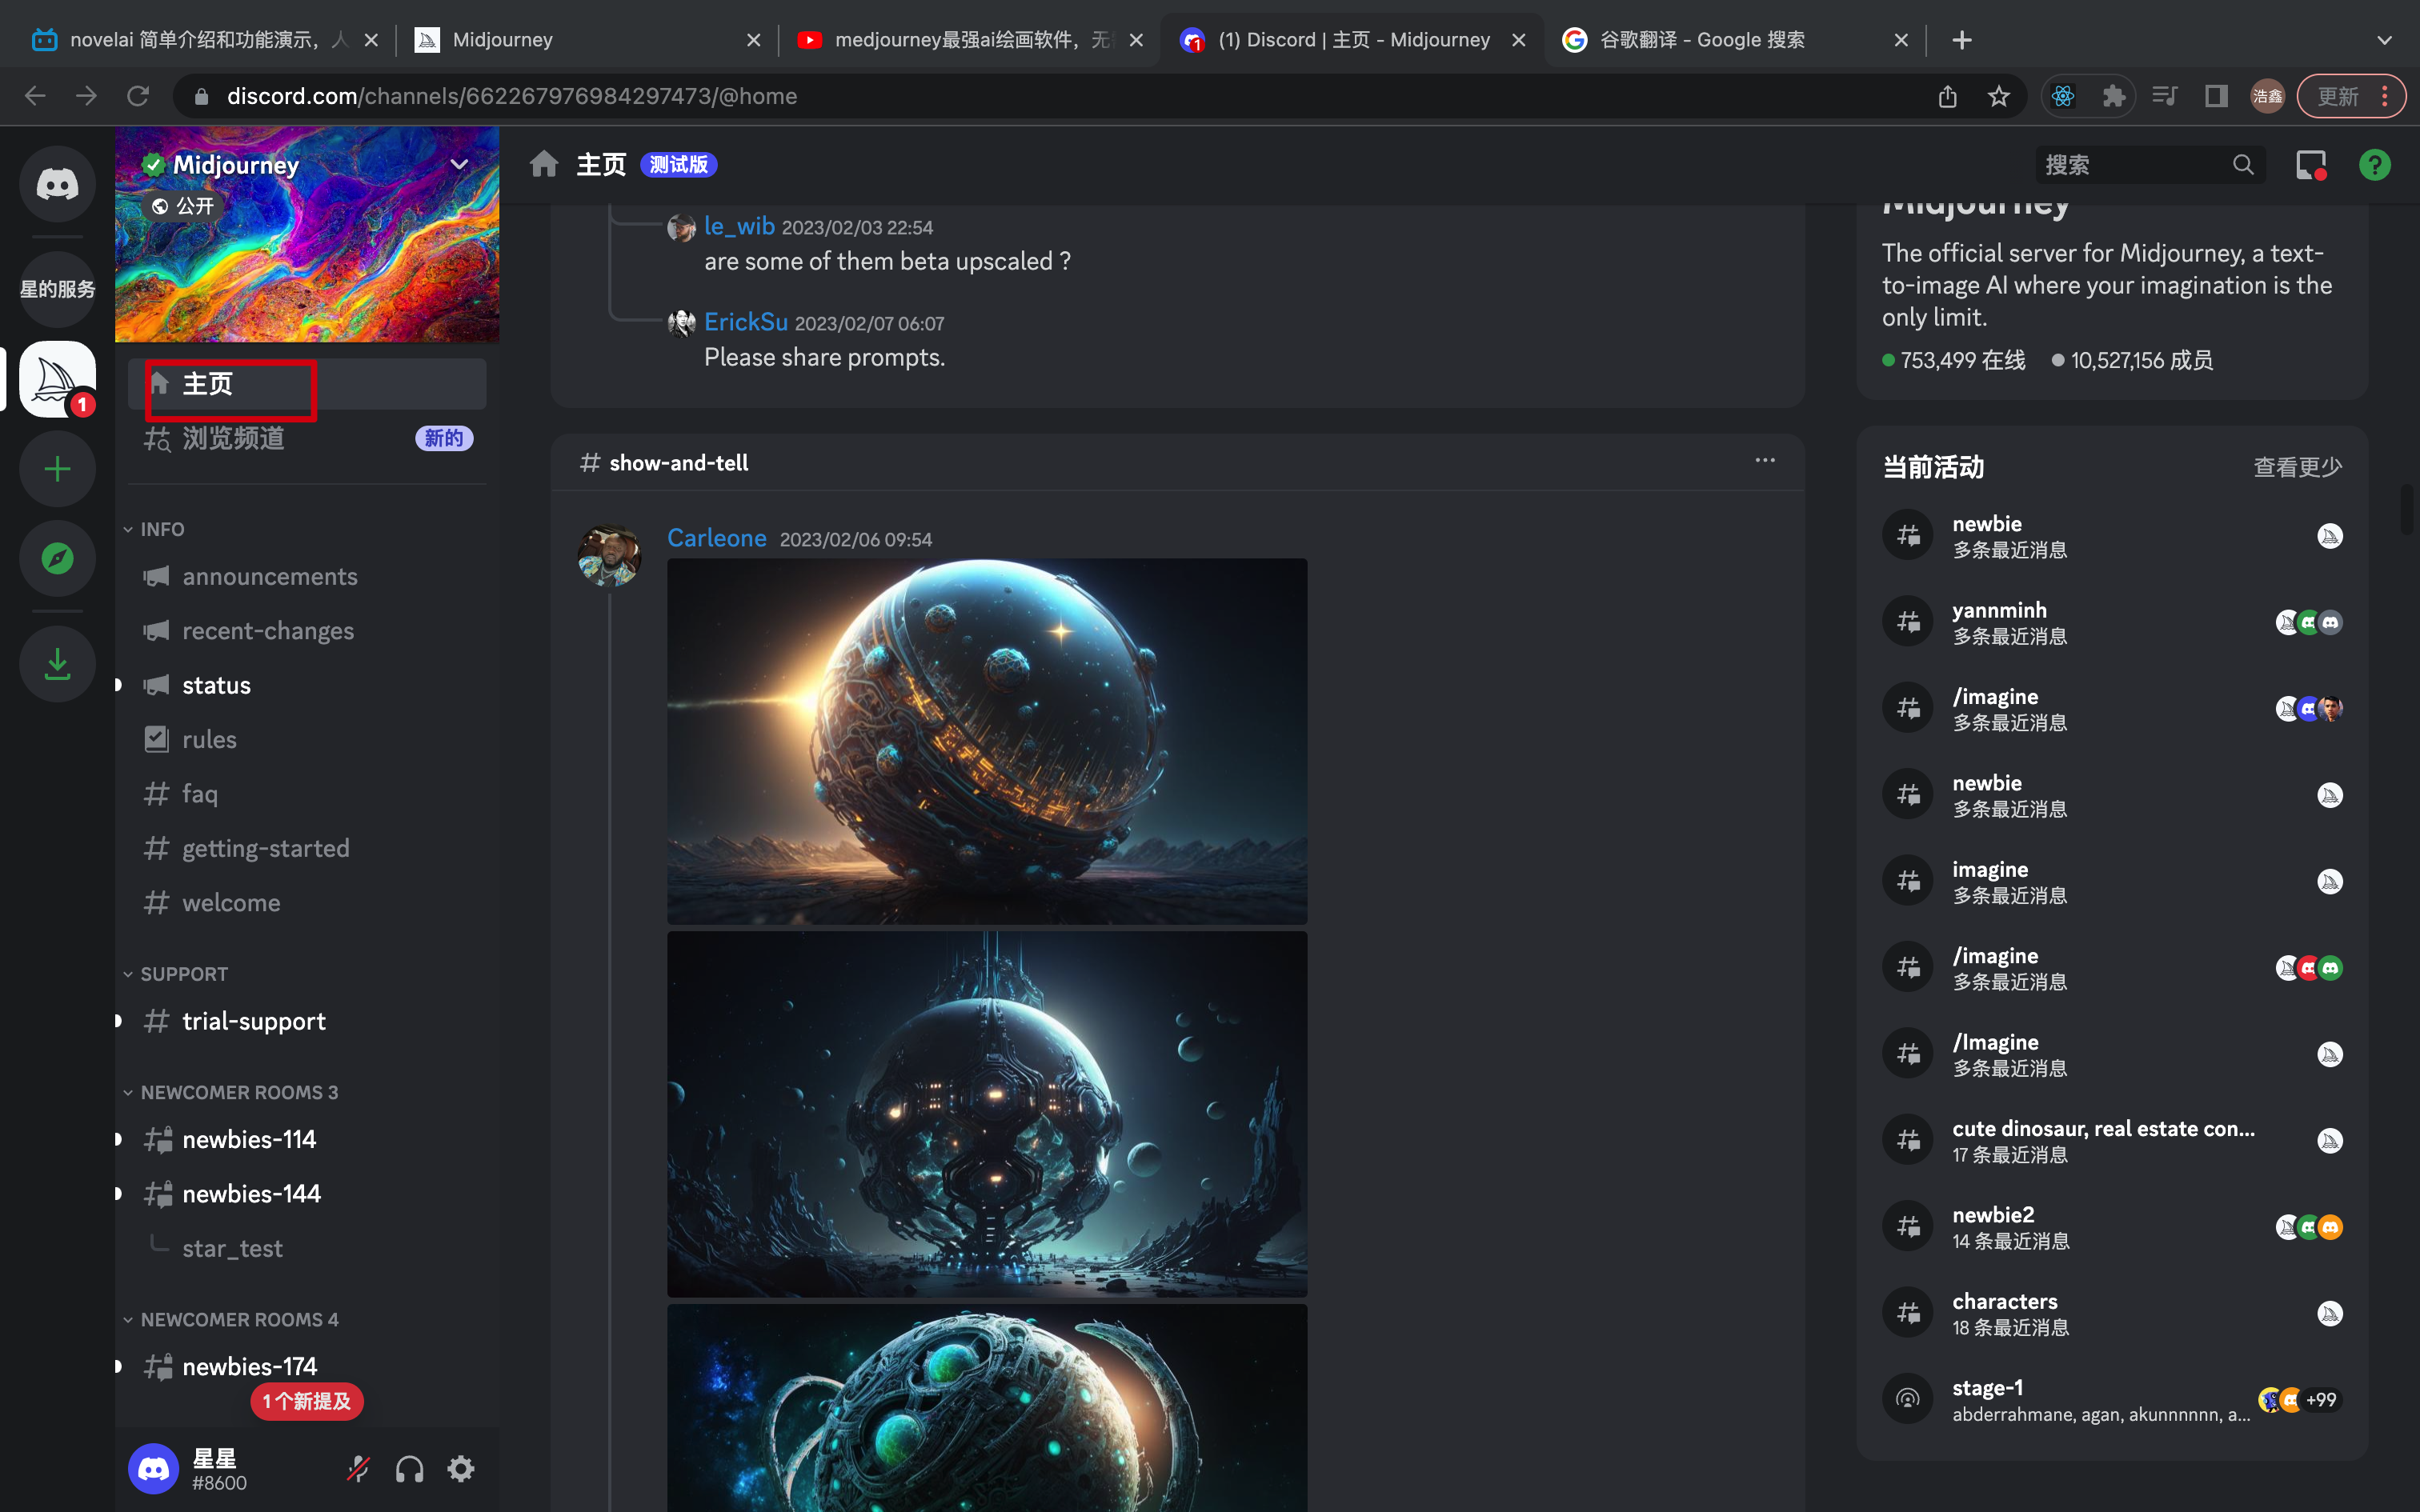 novelai 简单介绍和功能演示，人
Midjourney
medjourney最强ai绘画软件，无
(1) Discord | 主页 - Midjourney
谷歌翻译 - Google 搜索
discord.com/channels/662267976984297473/@home
浩鑫
更新
Midjourney
公开
星的服务
1
主页
浏览频道
新的
INFO
announcements
recent-changes
status
rules
faq
getting-started
welcome
SUPPORT
trial-support
NEWCOMER ROOMS 3
newbies-114
newbies-144
star_test
NEWCOMER ROOMS 4
newbies-174
1 个新提及
星星
#8600
主页
测试版
搜索
le_wib 2023/02/03 22:54
are some of them beta upscaled ?
ErickSu 2023/02/07 06:07
Please share prompts.
show-and-tell
Carleone 2023/02/06 09:54
Midjourney
The official server for Midjourney, a text-
to-image AI where your imagination is the
only limit.
753,499 在线
10,527,156 成员
当前活动
查看更少
newbie
多条最近消息
yannminh
多条最近消息
/imagine
多条最近消息
newbie
多条最近消息
imagine
多条最近消息
/imagine
多条最近消息
/Imagine
多条最近消息
cute dinosaur, real estate con...
17 条最近消息
newbie2
14 条最近消息
characters
18 条最近消息
stage-1
abderrahmane, agan, akunnnnnn, a...
+99